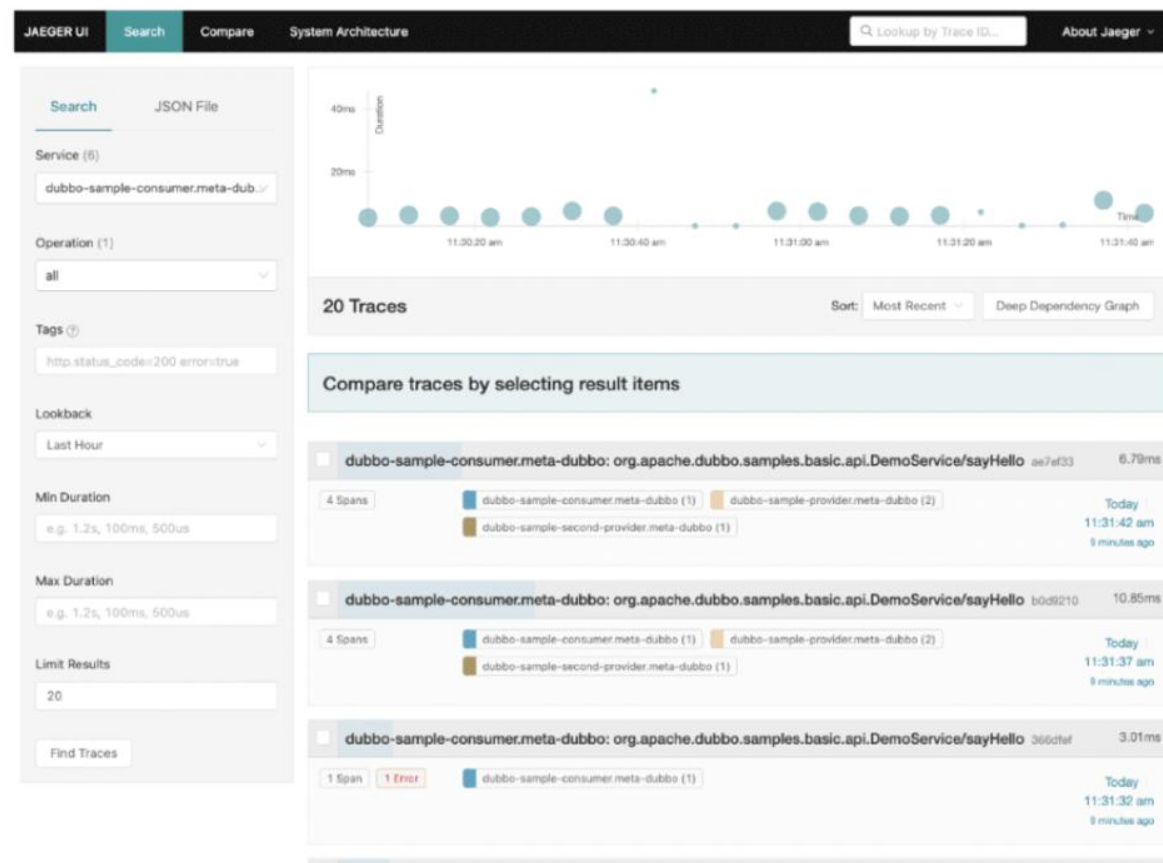 JAEGER UI Search Compare System Architecture Lookup by Trace ID... About Jaeger
Search JSON File
Service (6)
dubbo-sample-consumer.meta-dub...
Operation (1)
all
Tags
http.status_code=200 error=true
Lookback
Last Hour
Min Duration
e.g. 1.2s, 100ms, 500us
Max Duration
e.g. 1.2s, 100ms, 500us
Limit Results
20
Find Traces
Duration
40ms
20ms
Time
11:30:20 am 11:30:40 am 11:31:00 am 11:31:20 am 11:31:40 am
20 Traces Sort: Most Recent Deep Dependency Graph
Compare traces by selecting result items
dubbo-sample-consumer.meta-dubbo: org.apache.dubbo.samples.basic.api.DemoService/sayHello ae7ef33 6.79ms
4 Spans dubbo-sample-consumer.meta-dubbo (1) dubbo-sample-provider.meta-dubbo (2) Today
dubbo-sample-second-provider.meta-dubbo (1) 11:31:42 am
9 minutes ago
dubbo-sample-consumer.meta-dubbo: org.apache.dubbo.samples.basic.api.DemoService/sayHello b0d9210 10.85ms
4 Spans dubbo-sample-consumer.meta-dubbo (1) dubbo-sample-provider.meta-dubbo (2) Today
dubbo-sample-second-provider.meta-dubbo (1) 11:31:37 am
9 minutes ago
dubbo-sample-consumer.meta-dubbo: org.apache.dubbo.samples.basic.api.DemoService/sayHello 366dfef 3.01ms
1 Span 1 Error dubbo-sample-consumer.meta-dubbo (1) Today
11:31:32 am
9 minutes ago